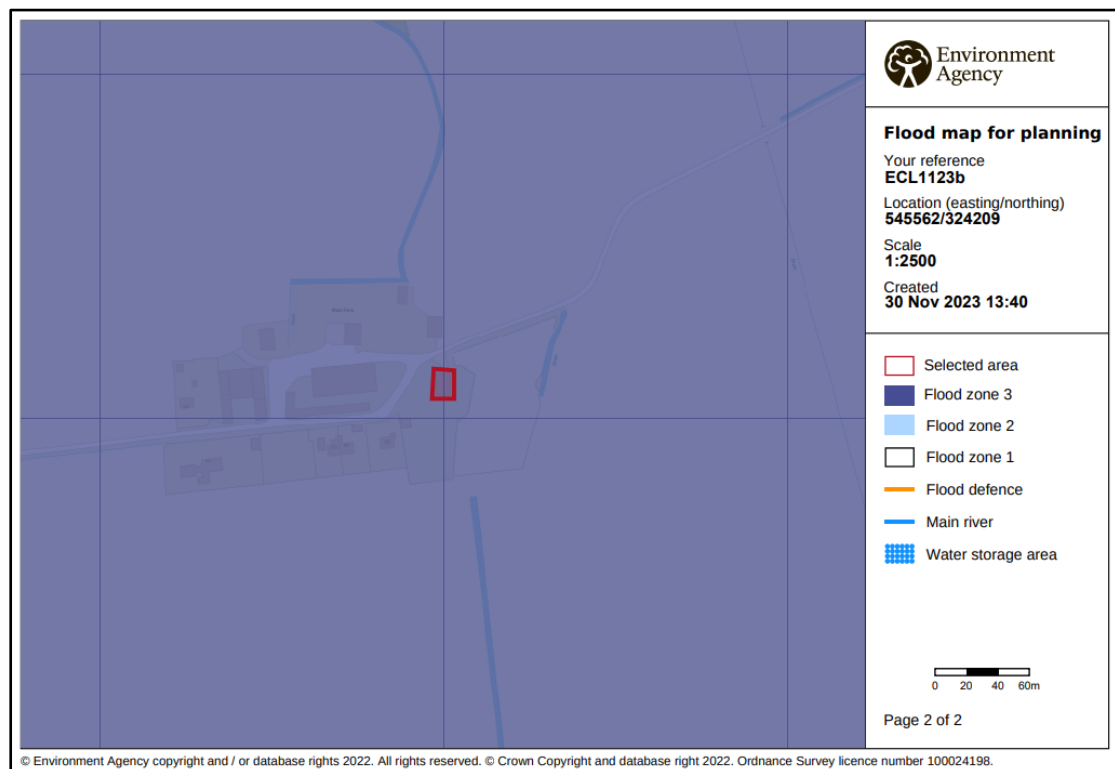 Environment
Agency
Flood map for planning
Your reference
ECL1123b
Location (easting/northing)
545562/324209
Scale
1:2500
Created
30 Nov 2023 13:40
Selected area
Flood zone 3
Flood zone 2
Flood zone 1
Flood defence
Main river
Water storage area
0 20 40 60m
Page 2 of 2
© Environment Agency copyright and / or database rights 2022. All rights reserved. © Crown Copyright and database right 2022. Ordnance Survey licence number 100024198.